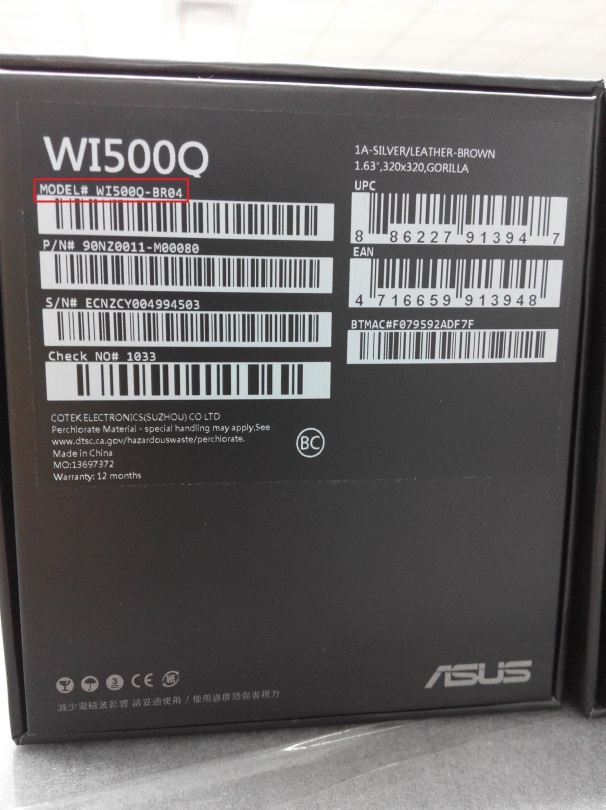 WI500Q
MODEL# WI500Q-BR04
P/N# 90NZ0011-M00080
S/N# ECNZCY004994503
Check NO# 1033
1A-SILVER/LEATHER-BROWN
1.63",320x320,GORILLA
UPC
8 86227 91394 7
EAN
4 716659 913948
BTMAC#F079592ADF7F
COTEK ELECTRONICS(SUZHOU) CO LTD
Perchlorate Material - special handling may apply,See
www.dtsc.ca.gov/hazardouswaste/perchlorate.
Made in China
MO:13697372
Warranty: 12 months
BC
3
CE
ASUS
減少電磁波影響 請妥適使用 / 使用過度恐傷害視力